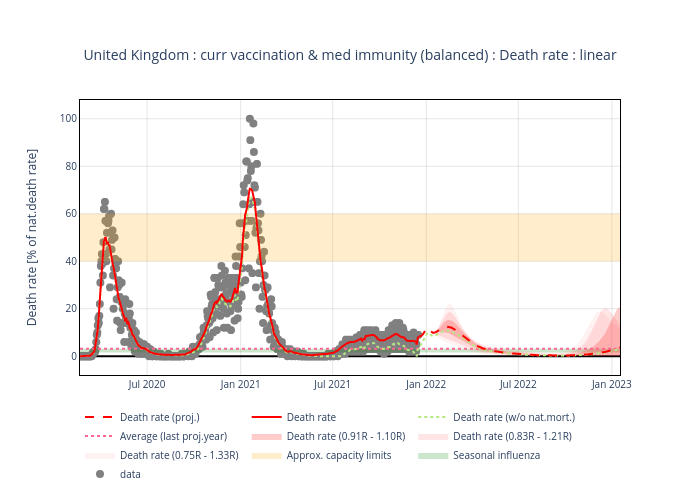 United Kingdom : curr vaccination & med immunity (balanced) : Death rate : linear
Death rate [% of nat.death rate]
100
80
60
40
20
0
Jul 2020
Jan 2021
Jul 2021
Jan 2022
Jul 2022
Jan 2023
Death rate (proj.)
Death rate
Death rate (w/o nat.mort.)
Average (last proj.year)
Death rate (0.91R - 1.10R)
Death rate (0.83R - 1.21R)
Death rate (0.75R - 1.33R)
Approx. capacity limits
Seasonal influenza
data